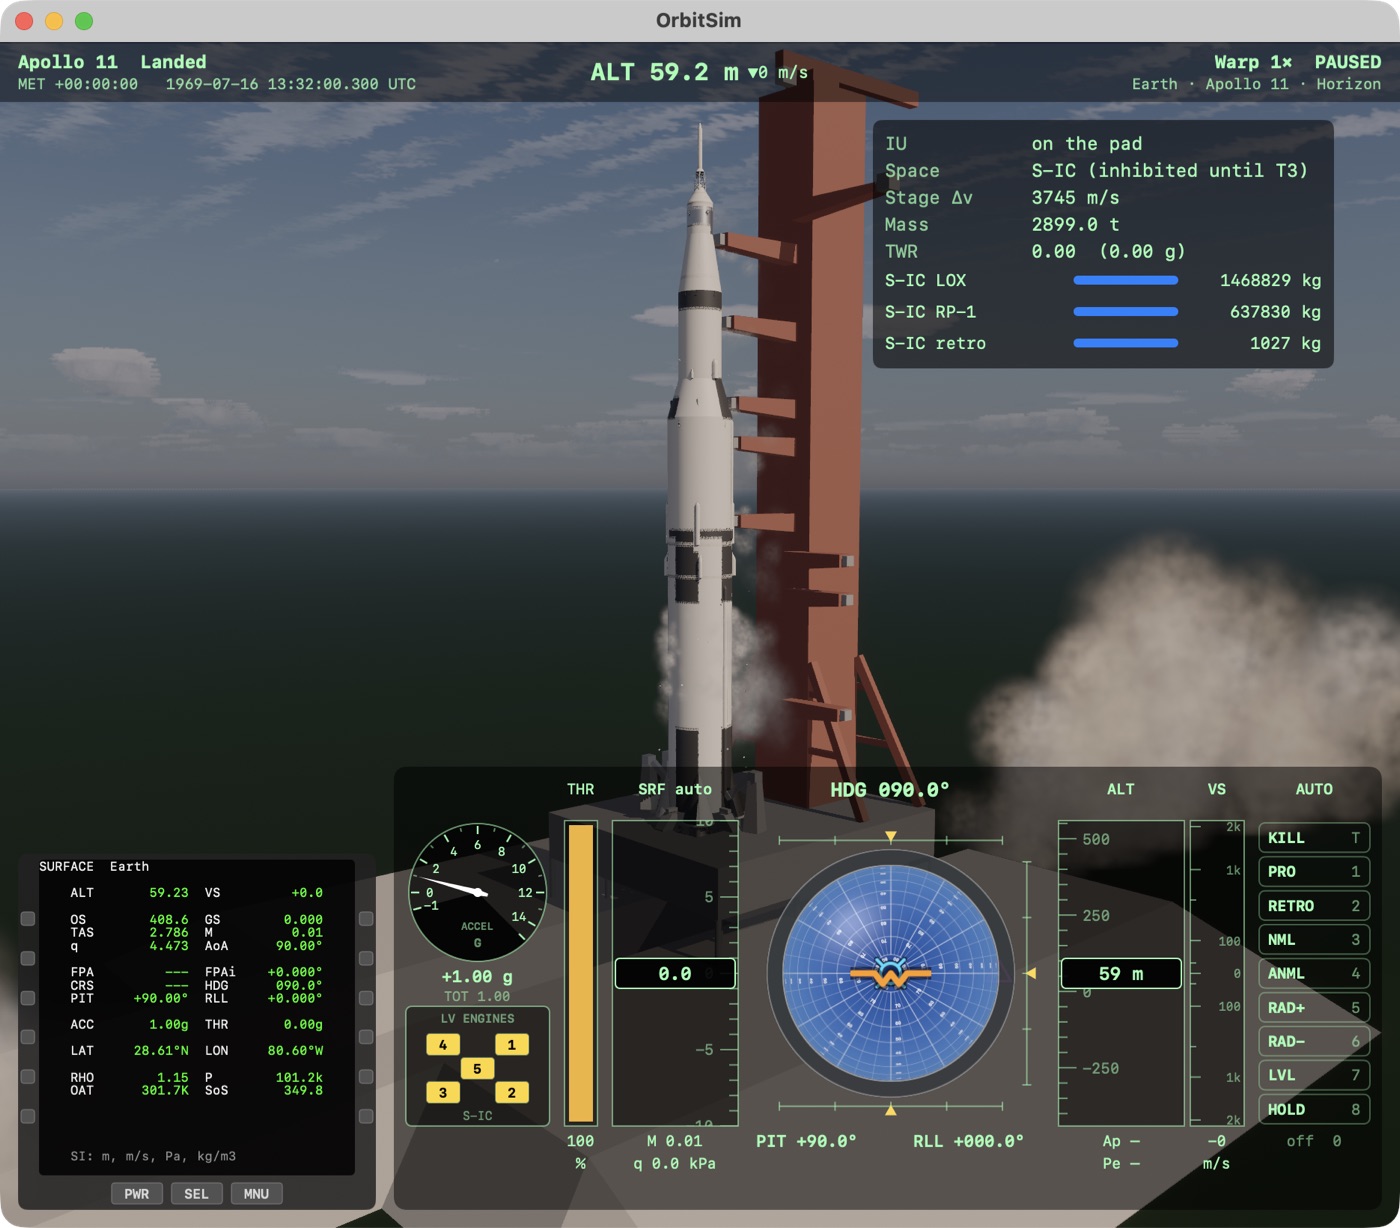 OrbitSim
Apollo 11 Landed
MET +00:00:00 1969-07-16 13:32:00.300 UTC
ALT 59.2 m ▼0 m/s
Warp 1× PAUSED
Earth · Apollo 11 · Horizon
IU on the pad
Space S-IC (inhibited until T3)
Stage Δv 3745 m/s
Mass 2899.0 t
TWR 0.00 (0.00 g)
S-IC LOX 1468829 kg
S-IC RP-1 637830 kg
S-IC retro 1027 kg
SURFACE Earth
ALT 59.23 VS +0.0
OS 408.6 GS 0.000
TAS 2.786 M 0.01
q 4.473 AoA 90.00°
FPA --- FPAi +0.000°
CRS --- HDG 090.0°
PIT +90.00° RLL +0.000°
ACC 1.00g THR 0.00g
LAT 28.61°N LON 80.60°W
RHO 1.15 P 101.2k
OAT 301.7K SoS 349.8
SI: m, m/s, Pa, kg/m3
PWR SEL MNU
-1 0 2 4 6 8 10 12 14
ACCEL
G
+1.00 g
TOT 1.00
LV ENGINES
4 1
5
3 2
S-IC
THR
100
%
SRF auto
10
5
0.0
-5
-10
M 0.01
q 0.0 kPa
HDG 090.0°
PIT +90.0° RLL +000.0°
ALT
500
250
59 m
0
-250
Ap —
Pe —
VS
2k
1k
100
0
100
1k
2k
-0
m/s
AUTO
KILL T
PRO 1
RETRO 2
NML 3
ANML 4
RAD+ 5
RAD- 6
LVL 7
HOLD 8
off 0